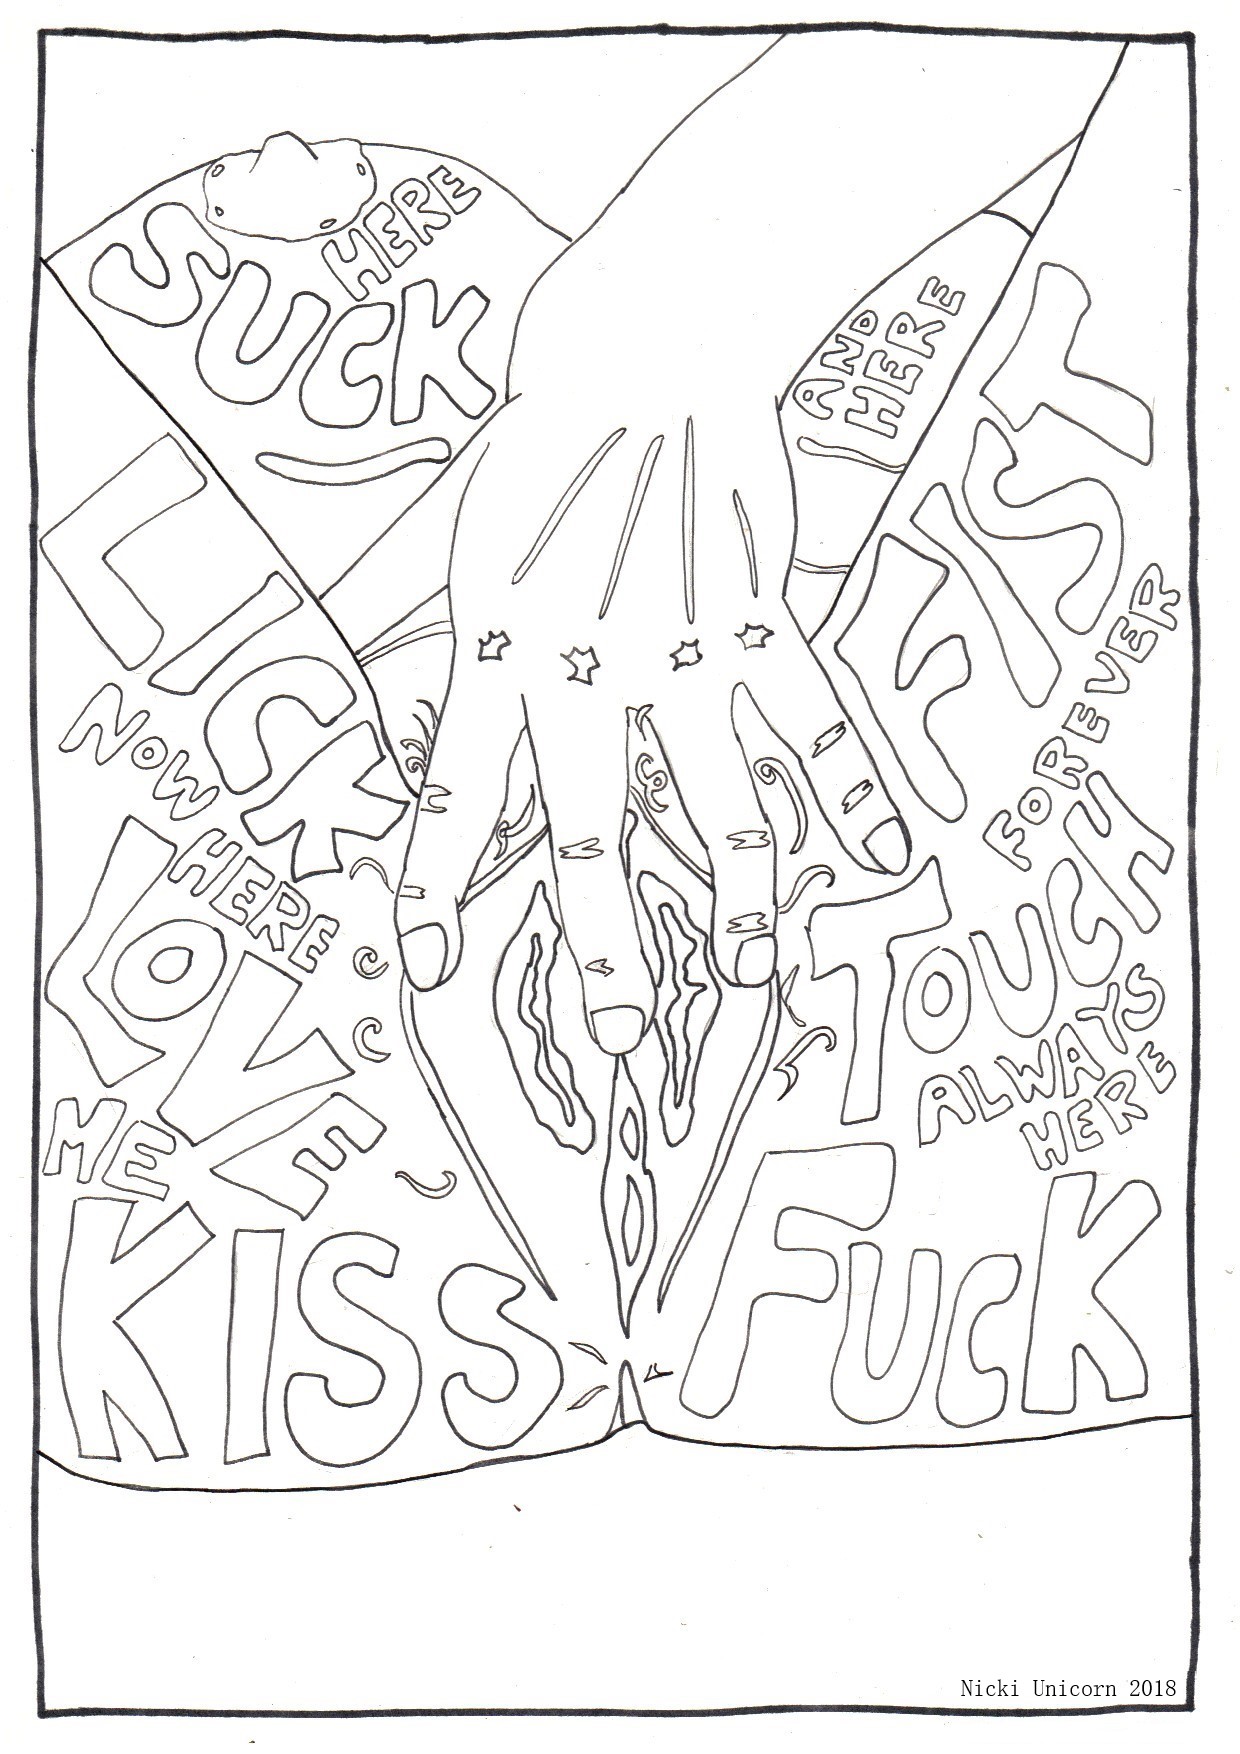 SUCK
HERE
AND
HERE
LICK
NOW
HERE
FIST
FOREVER
LOVE
ME
TOUCH
ALWAYS
HERE
KISS
FUCK
Nicki Unicorn 2018